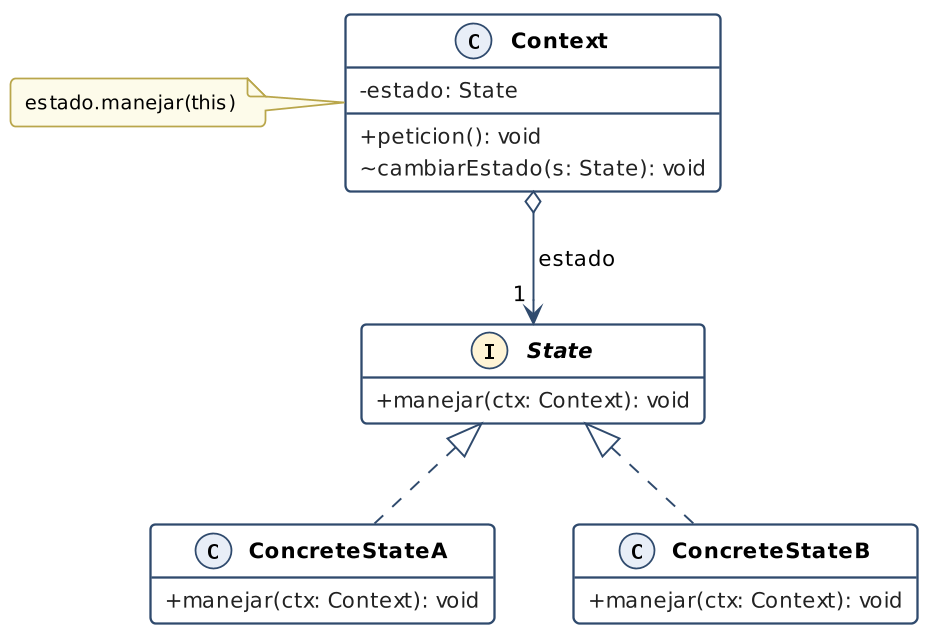 C Context
-estado: State
estado.manejar(this)
+peticion(): void
~cambiarEstado(s: State): void
estado
1
I State
+manejar(ctx: Context): void
C ConcreteStateA
+manejar(ctx: Context): void
C ConcreteStateB
+manejar(ctx: Context): void